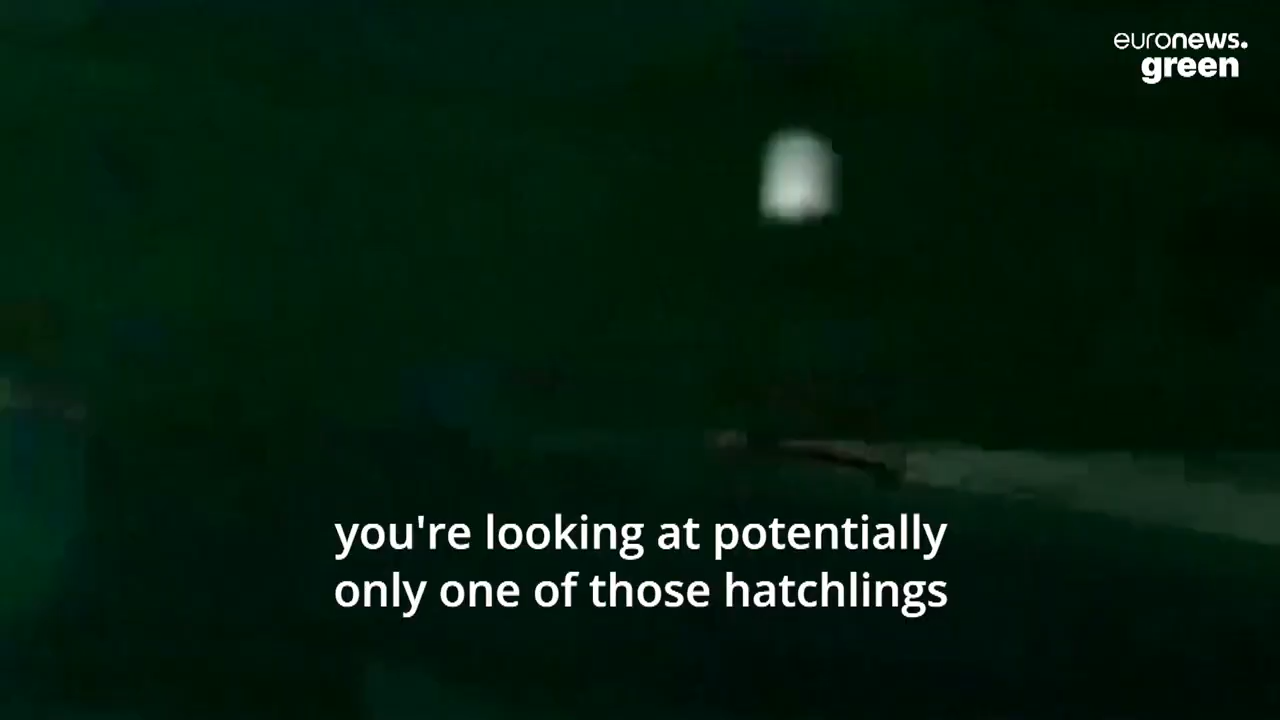 euronews.
green
you're looking at potentially
only one of those hatchlings